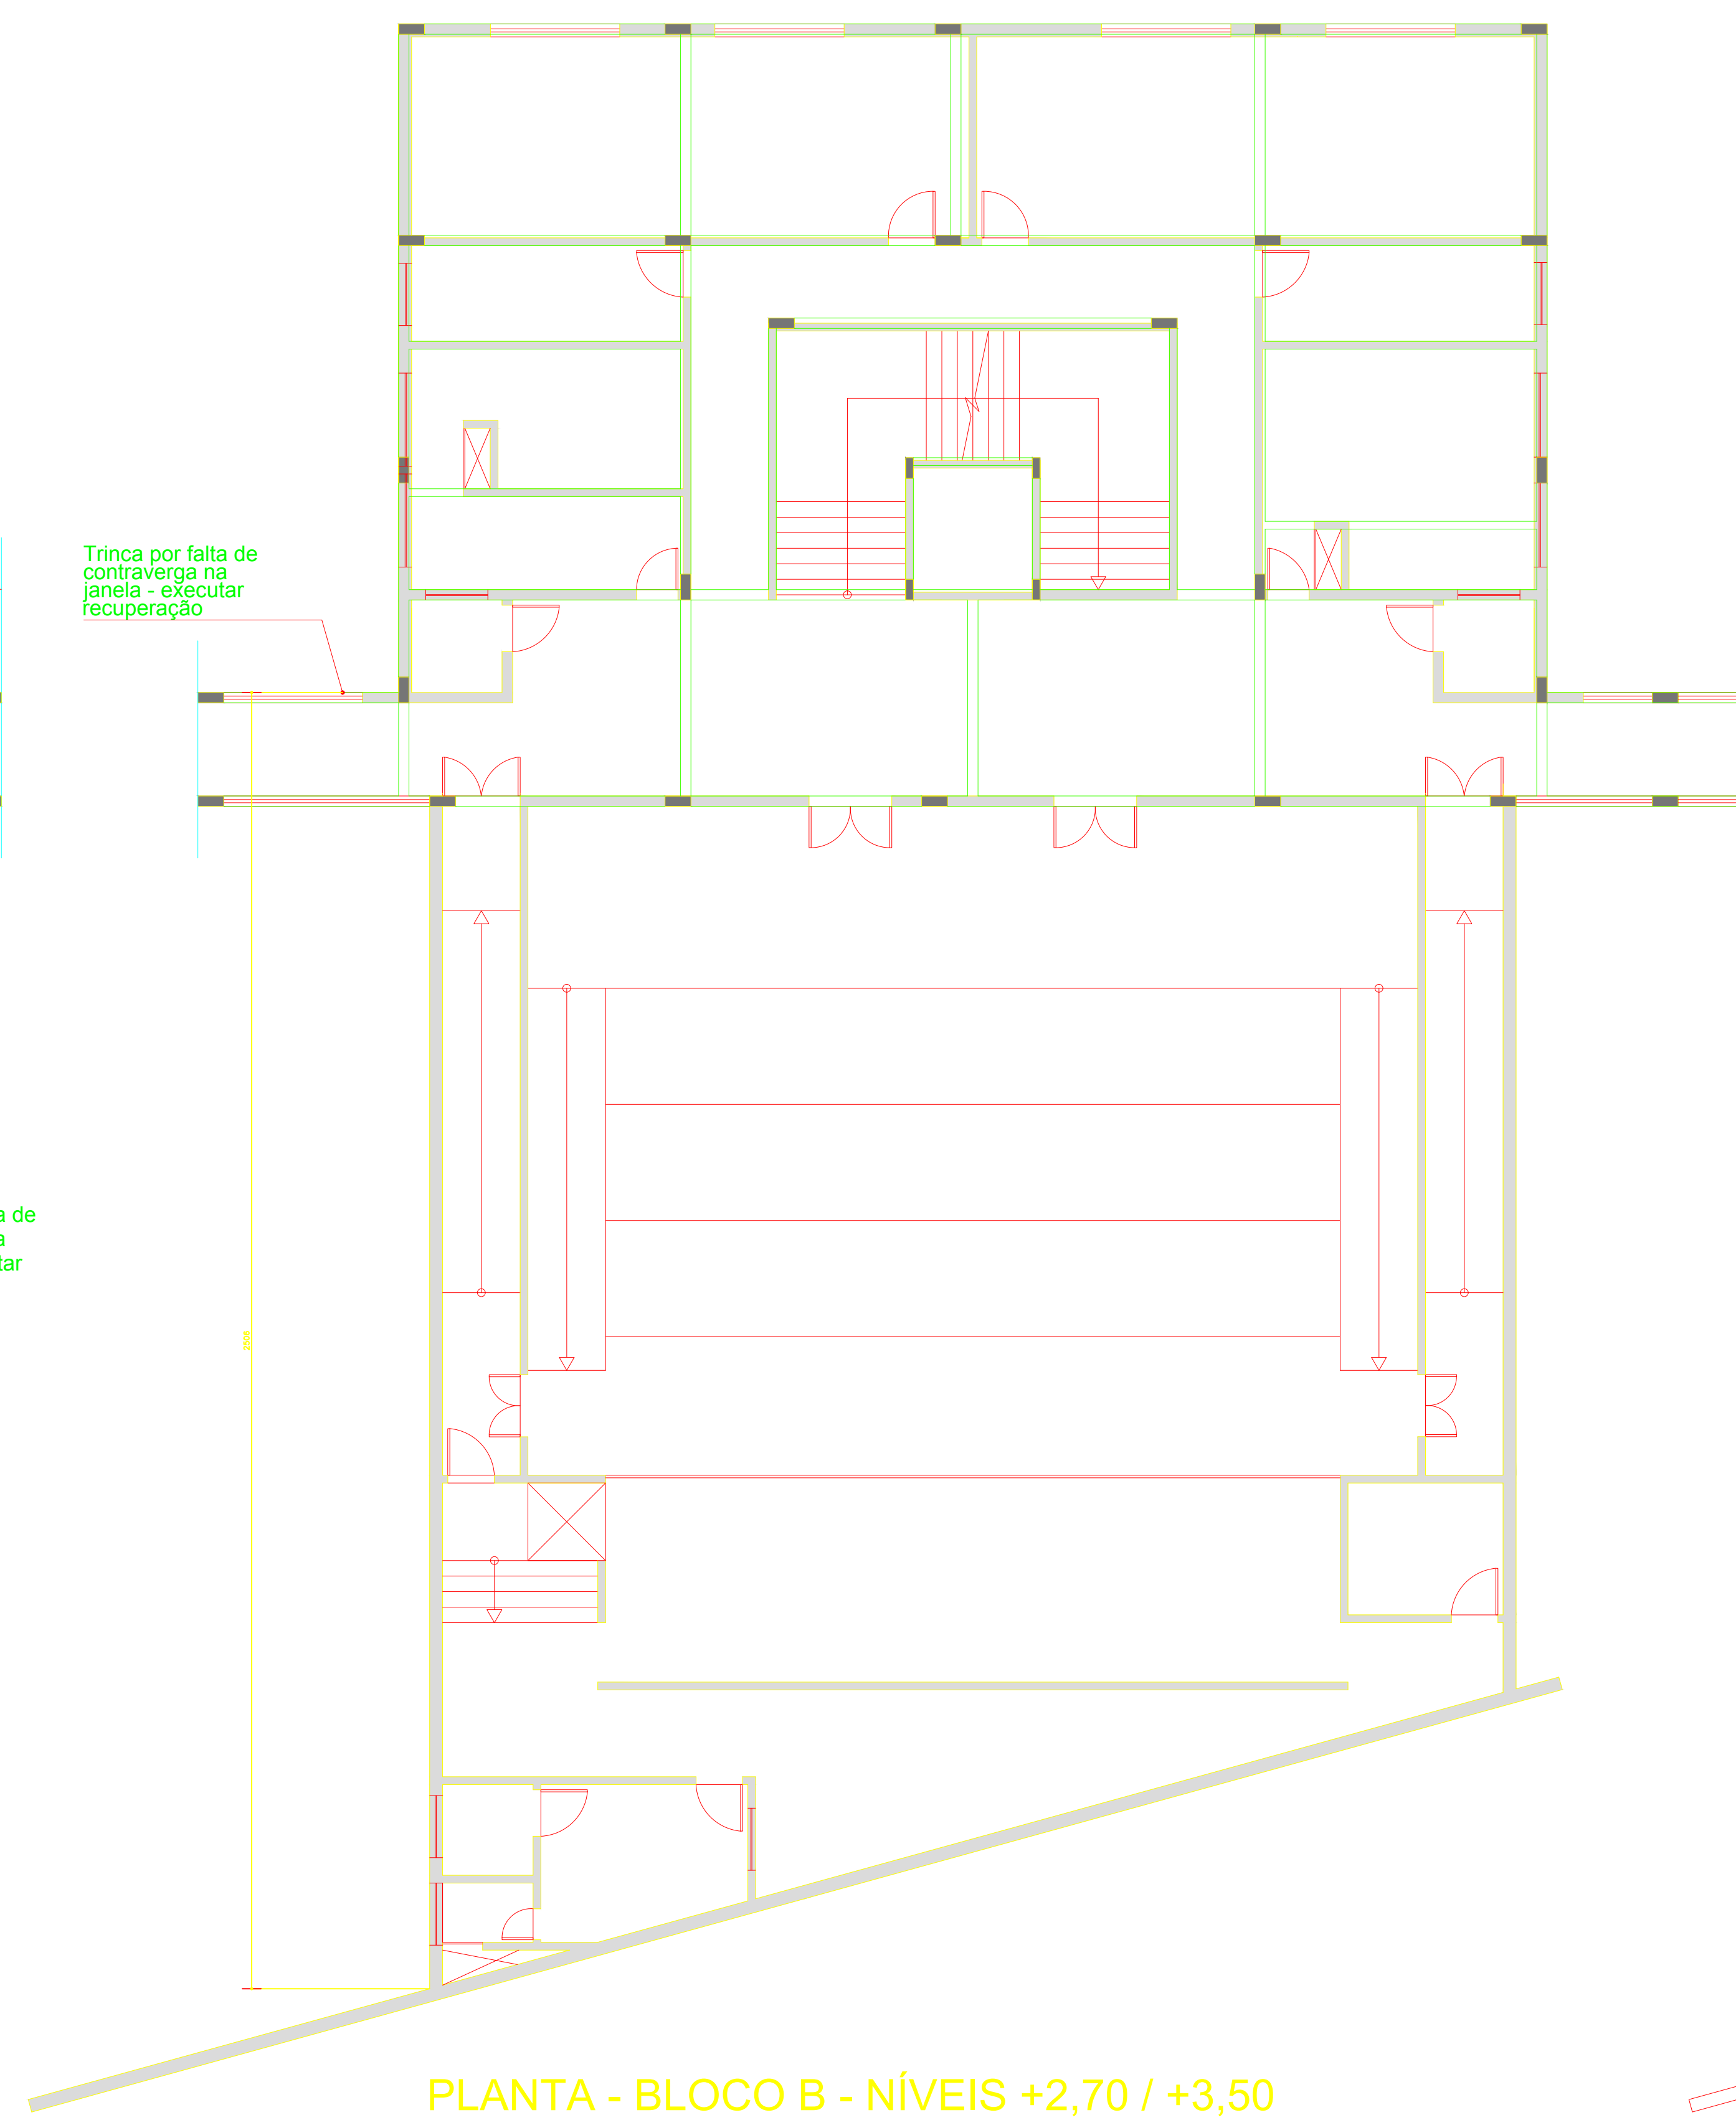 Trinca por falta de
contraverga na
janela - executar
recuperação
a de
a
tar
PLANTA - BLOCO B - NÍVEIS +2,70 / +3,50